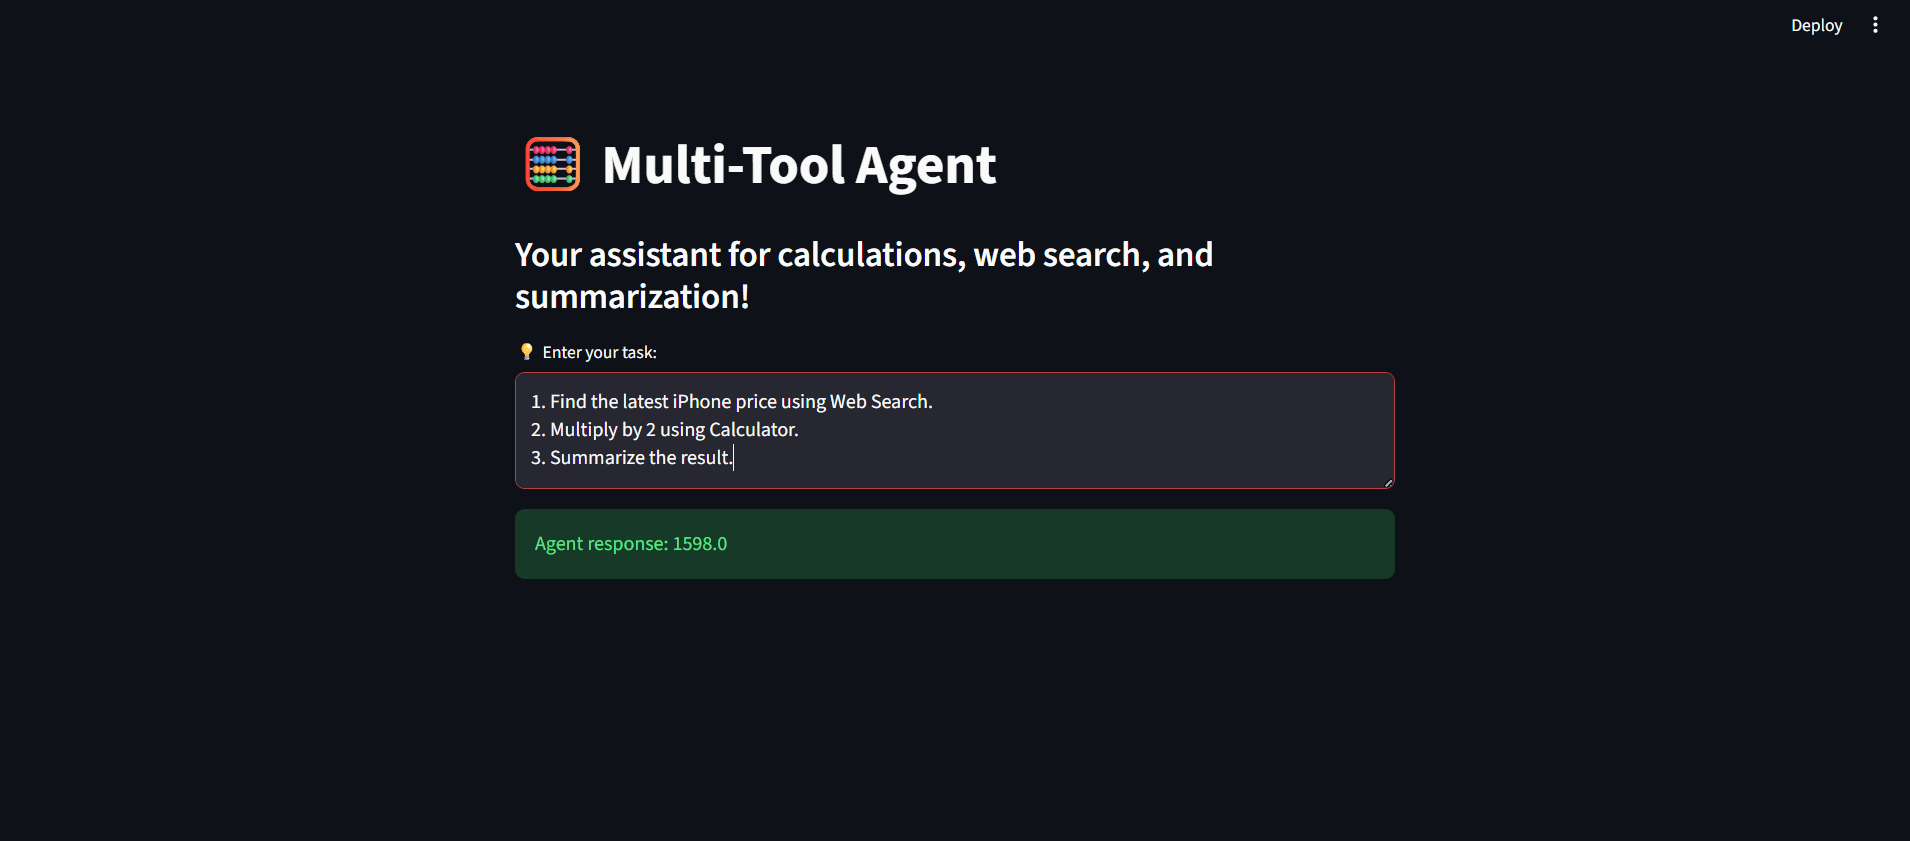 Deploy
Multi-Tool Agent
Your assistant for calculations, web search, and
summarization!
Enter your task:
1. Find the latest iPhone price using Web Search.
2. Multiply by 2 using Calculator.
3. Summarize the result.
Agent response: 1598.0